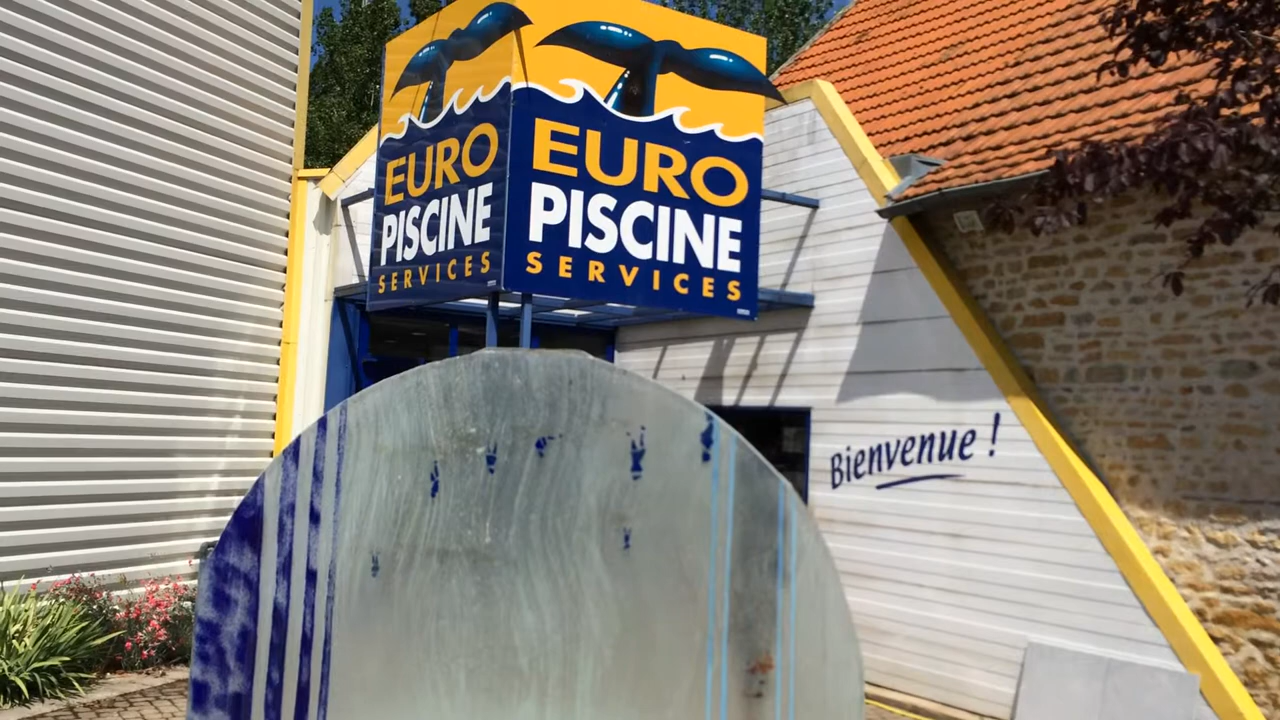 EURO
PISCINE
SERVICES
EURO
PISCINE
SERVICES
Bienvenue !